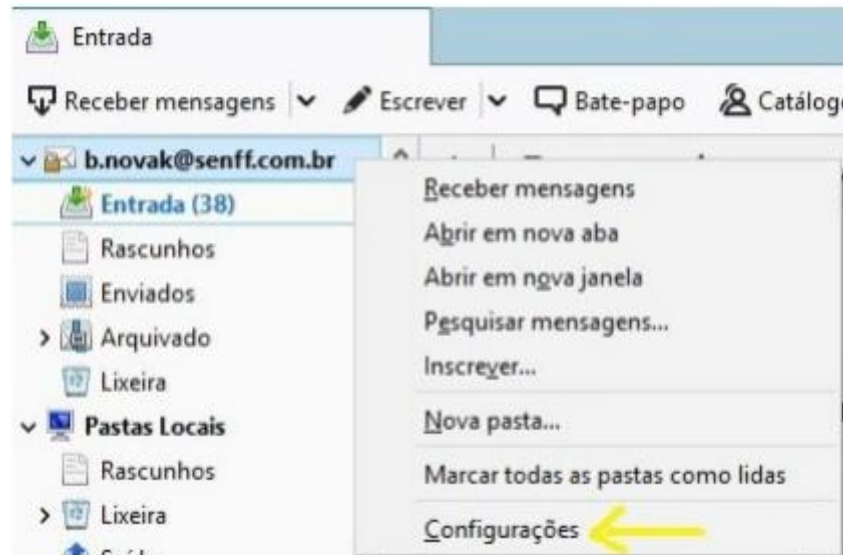 Entrada
Receber mensagens Escrever Bate-papo Catálogo
b.novak@senff.com.br
Entrada (38)
Rascunhos
Enviados
Arquivado
Lixeira
Pastas Locais
Rascunhos
Lixeira
Receber mensagens
Abrir em nova aba
Abrir em nova janela
Pesquisar mensagens...
Inscrever...
Nova pasta...
Marcar todas as pastas como lidas
Configurações